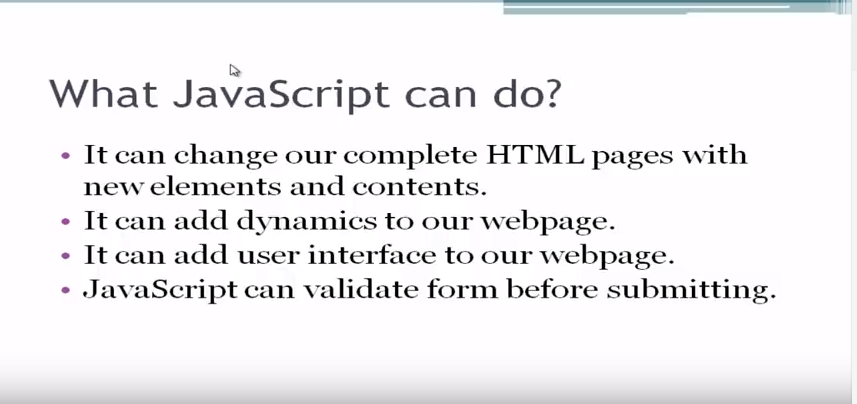 What JavaScript can do?
• It can change our complete HTML pages with
new elements and contents.
• It can add dynamics to our webpage.
• It can add user interface to our webpage.
• JavaScript can validate form before submitting.